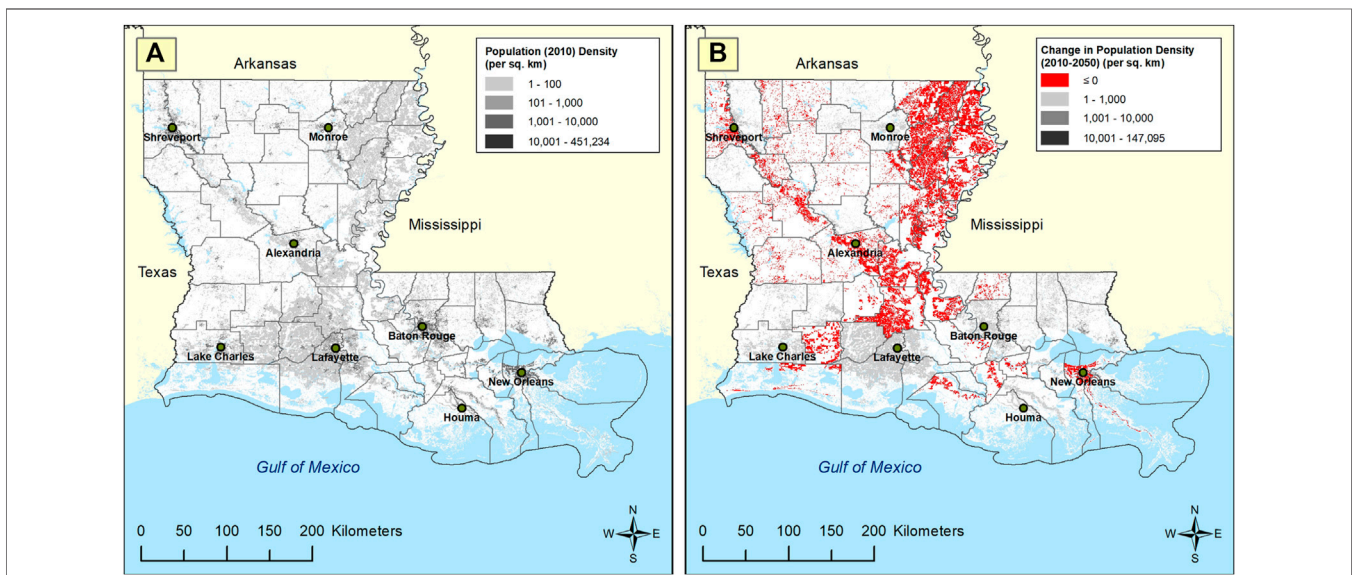 A
Arkansas
Population (2010) Density
(per sq. km)
1 - 100
101 - 1,000
1,001 - 10,000
10,001 - 451,234
Shreveport
Monroe
Mississippi
Alexandria
Texas
Baton Rouge
Lake Charles
Lafayette
New Orleans
Houma
Gulf of Mexico
0 50 100 150 200 Kilometers
N
W E
S
B
Arkansas
Change in Population Density
(2010-2050) (per sq. km)
≤ 0
1 - 1,000
1,001 - 10,000
10,001 - 147,095
Shreveport
Monroe
Mississippi
Alexandria
Texas
Baton Rouge
Lake Charles
Lafayette
New Orleans
Houma
Gulf of Mexico
0 50 100 150 200 Kilometers
N
W E
S